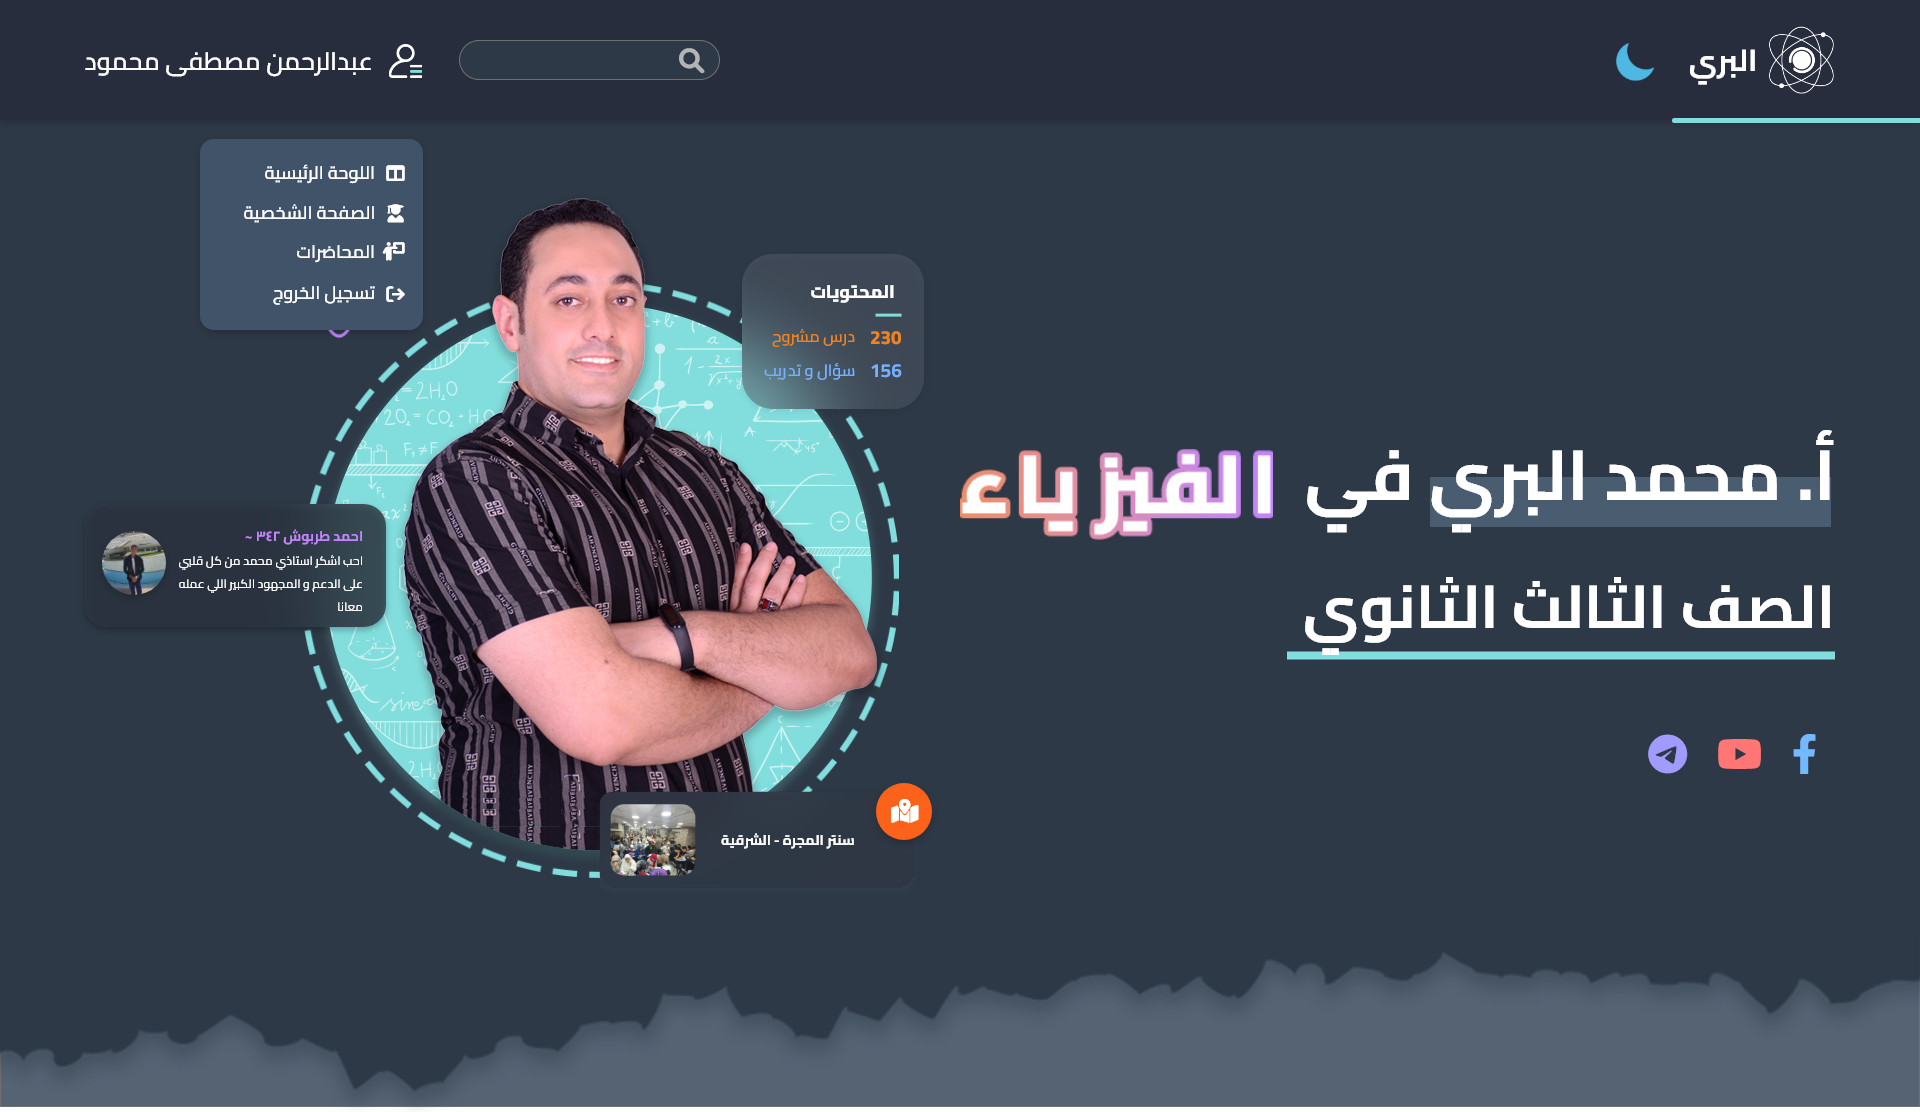 البري
عبدالرحمن مصطفى محمود
اللوحة الرئيسية
الصفحة الشخصية
المحاضرات
تسجيل الخروج
المحتويات
230 درس مشروح
156 سؤال و تدريب
أ. محمد البري في الفيزياء
الصف الثالث الثانوي
احمد طربوش ٣٤٢ ~
احب اشكر استاذي محمد من كل قلبي
على الدعم و المجهود الكبير اللي عمله
معانا
سنتر المجرة - الشرقية